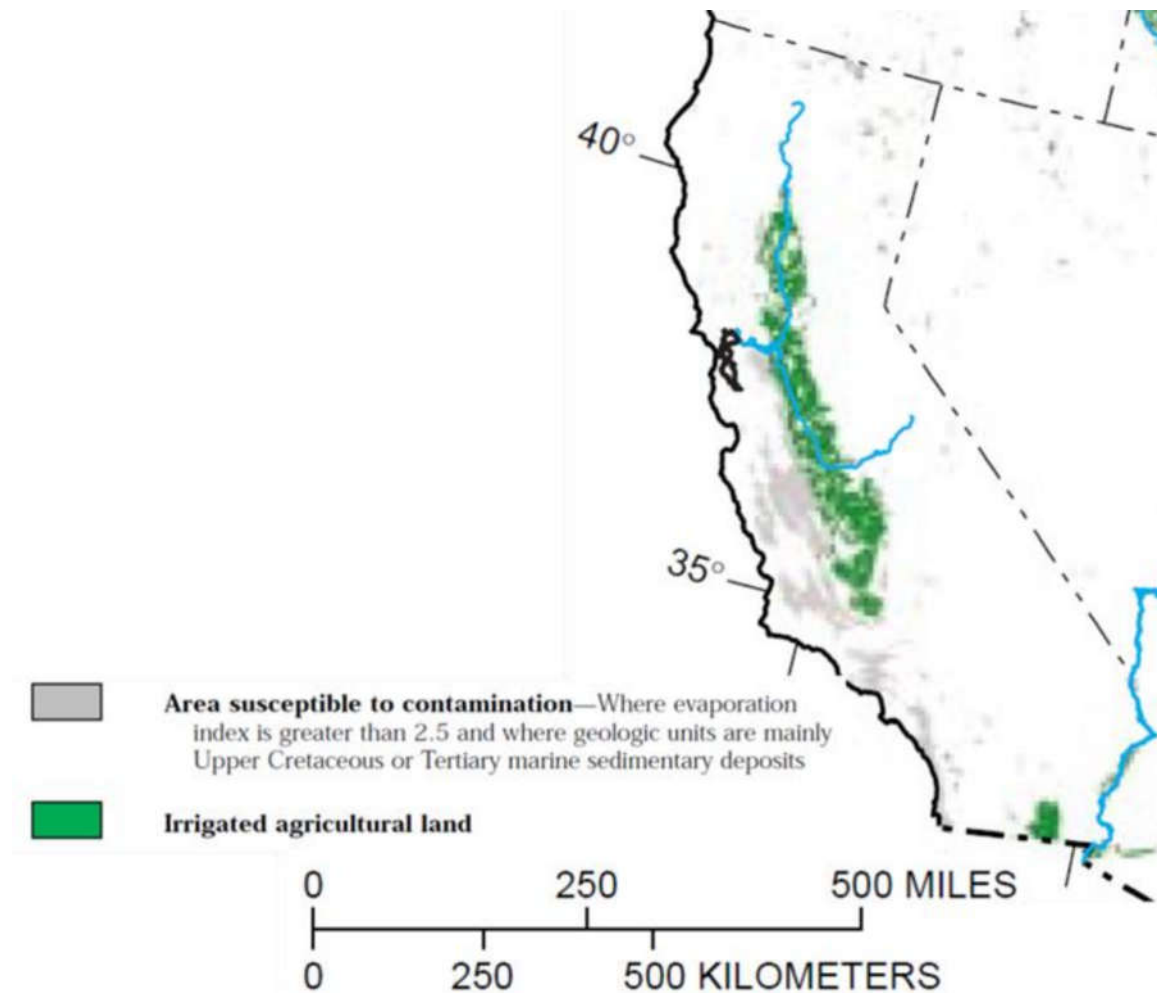 40°
35°
Area susceptible to contamination—Where evaporation
index is greater than 2.5 and where geologic units are mainly
Upper Cretaceous or Tertiary marine sedimentary deposits
Irrigated agricultural land
0 250 500 MILES
0 250 500 KILOMETERS